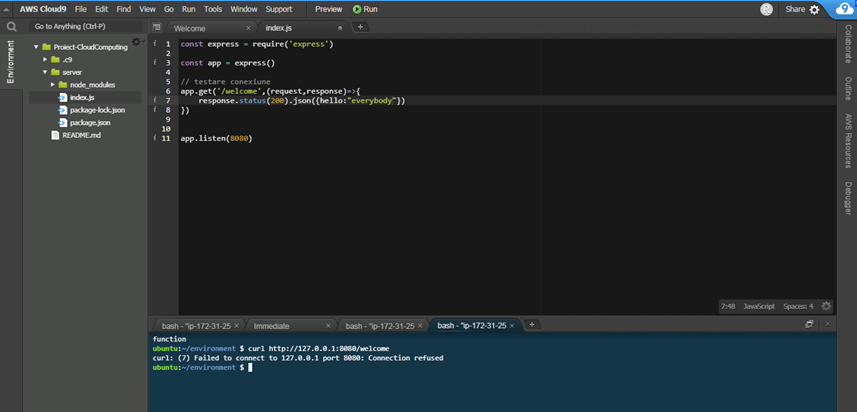 AWS Cloud9 File Edit Find View Go Run Tools Window Support Preview Run Share
Go to Anything (Ctrl-P) Welcome index.js
Environment
Proiect-CloudComputing
.c9
server
node_modules
index.js
package-lock.json
package.json
README.md
1 const express = require('express')
2
3 const app = express()
4
5 // testare conexiune
6 app.get('/welcome',(request,response)=>{
7 response.status(200).json({hello:"everybody"})
8 })
9
10
11 app.listen(8080)
Collaborate
Outline
AWS Resources
Debugger
7:48 JavaScript Spaces: 4
bash - "ip-172-31-25 Immediate bash - "ip-172-31-25 bash - "ip-172-31-25
function
ubuntu:~/environment $ curl http://127.0.0.1:8080/welcome
curl: (7) Failed to connect to 127.0.0.1 port 8080: Connection refused
ubuntu:~/environment $